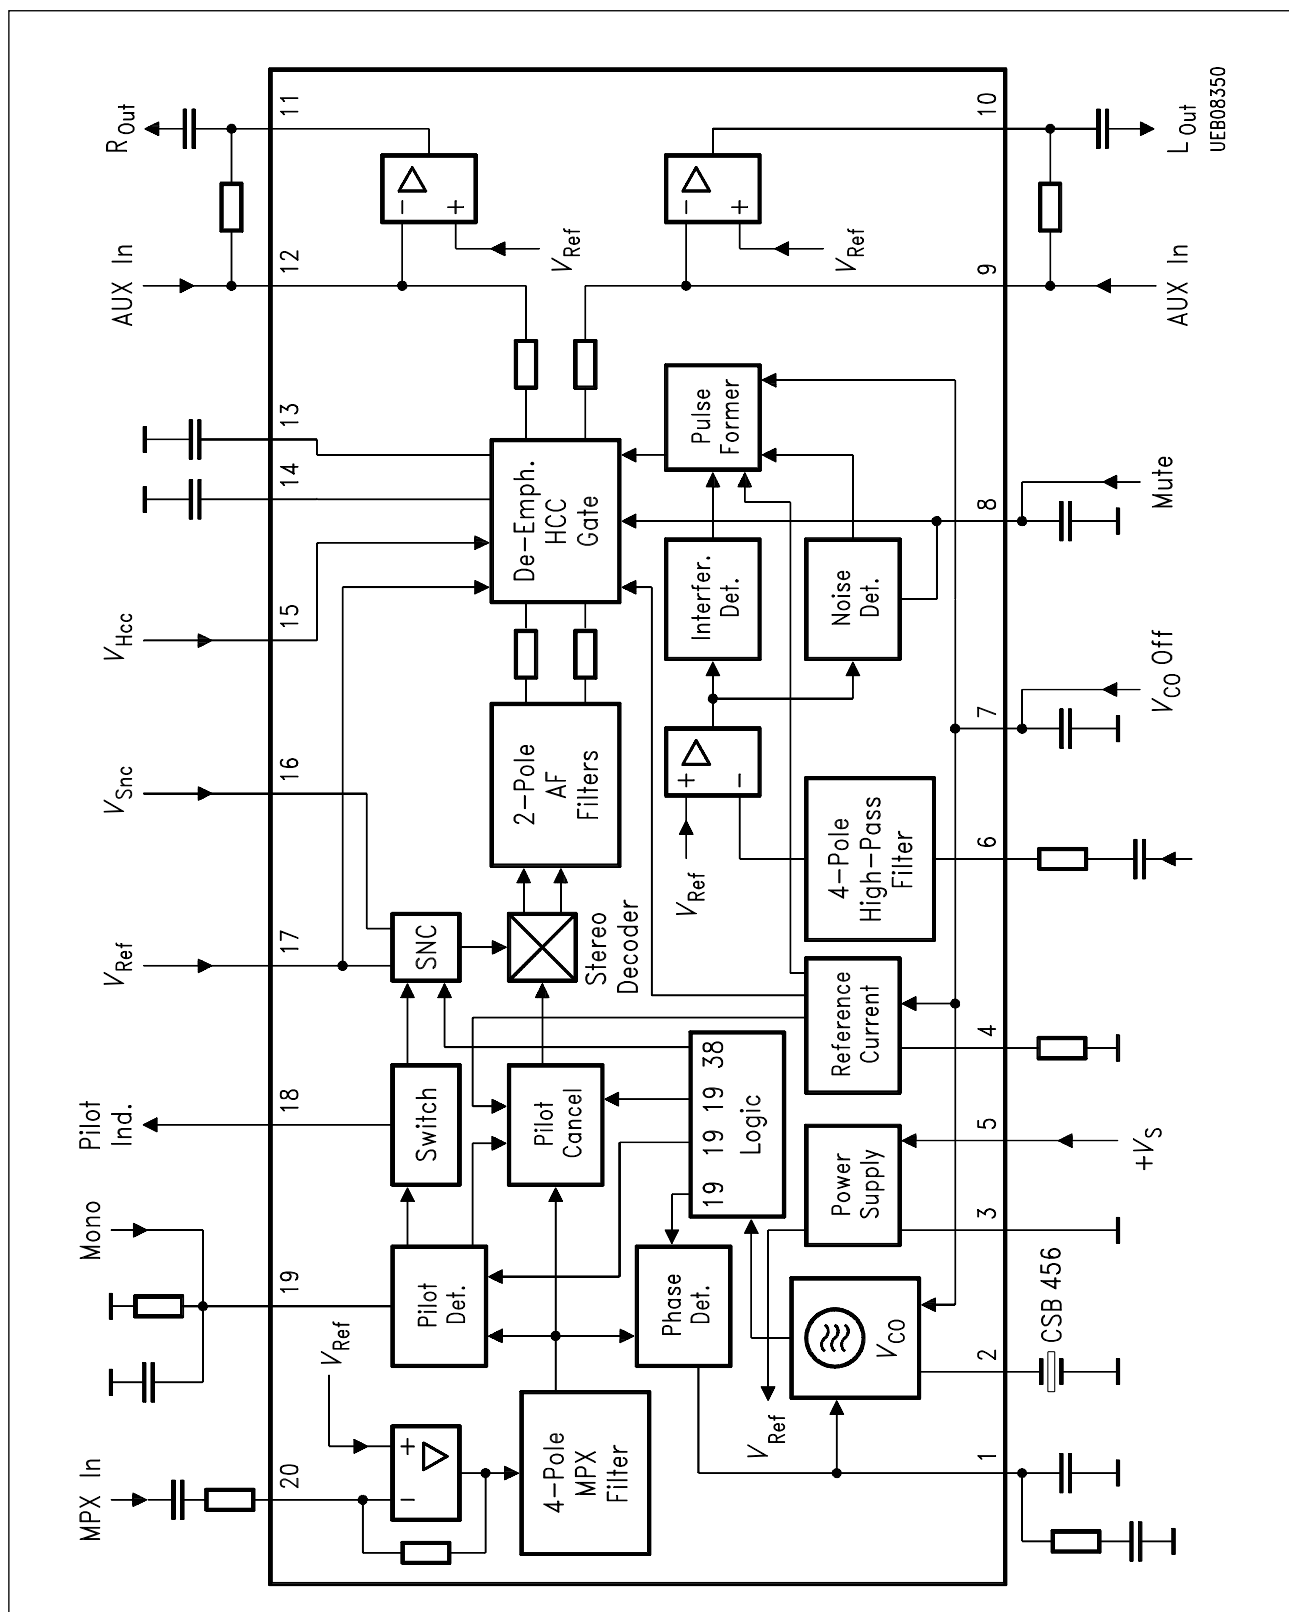 MPX In
Mono
Pilot
Ind.
V Ref
V Snc
V Hcc
AUX In
R Out
20
19
18
17
16
15
14
13
12
11
V Ref
+
−
4−Pole
MPX
Filter
Pilot
Det.
Switch
SNC
Pilot
Cancel
Stereo
Decoder
2−Pole
AF
Filters
De−Emph.
HCC
Gate
−
+
V Ref
−
+
V Ref
Phase
Det.
19 19 19 38
Logic
V Ref
+
−
V Ref
Interfer.
Det.
Pulse
Former
Noise
Det.
V CO
Power
Supply
Reference
Current
4−Pole
High−Pass
Filter
1
2
3
5
4
6
7
8
9
10
CSB 456
+V S
V CO Off
Mute
AUX In
L Out
UEB08350